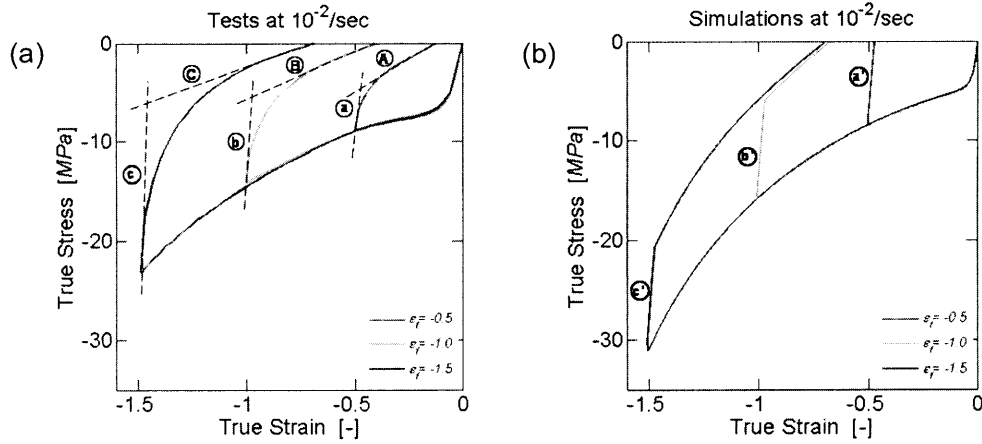 Tests at 10⁻²/sec
(a)
0
-10
-20
-30
True Stress [MPa]
C
B
A
c
b
a
εf= -0.5
εf= -1.0
εf= -1.5
-1.5
-1
-0.5
0
True Strain [-]
Simulations at 10⁻²/sec
(b)
0
-10
-20
-30
True Stress [MPa]
a'
b'
c'
εf= -0.5
εf= -1.0
εf= -1.5
-1.5
-1
-0.5
0
True Strain [-]